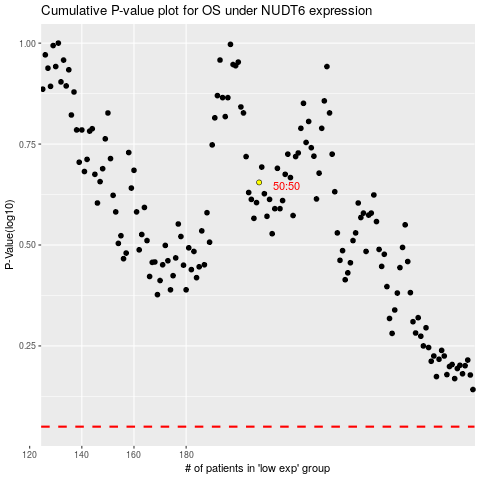 Cumulative P-value plot for OS under NUDT6 expression
P-Value(log10)
1.00
0.75
0.50
0.25
50:50
120 140 160 180
# of patients in 'low exp' group